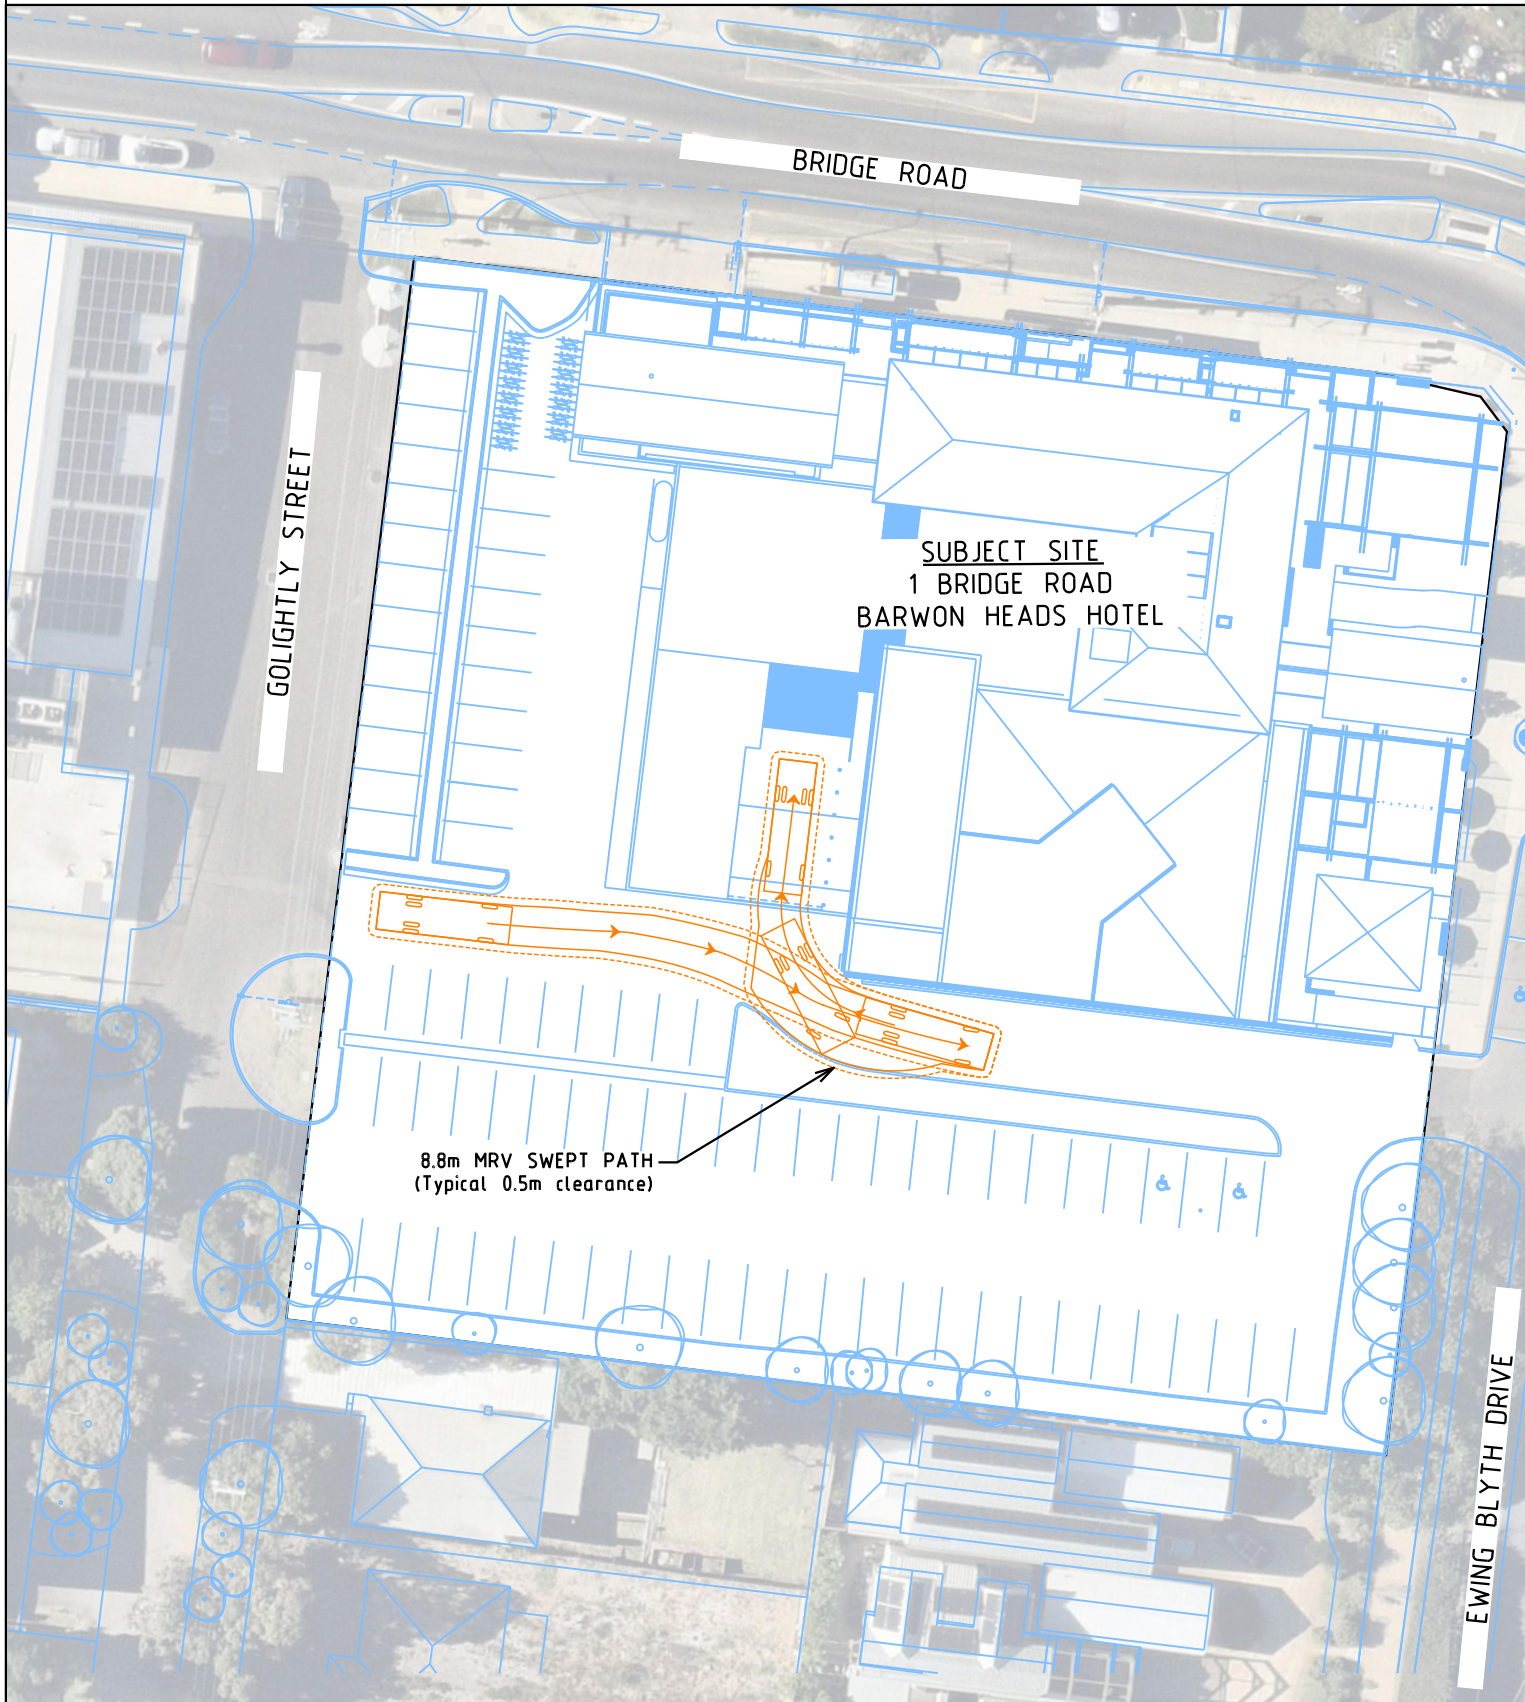 BRIDGE ROAD
GOLIGHTLY STREET
SUBJECT SITE
1 BRIDGE ROAD
BARWON HEADS HOTEL
8.8m MRV SWEPT PATH
(Typical 0.5m clearance)
EWING BLYTH DRIVE